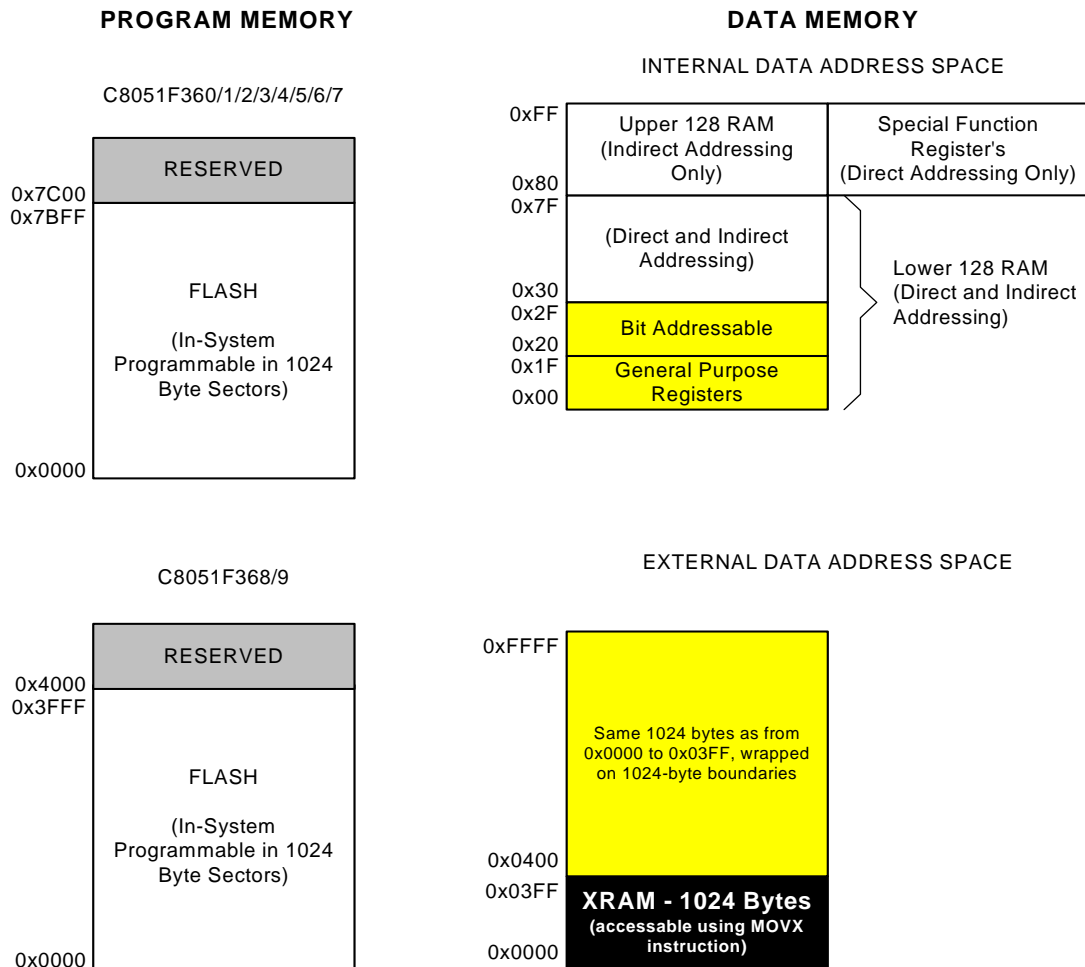 PROGRAM MEMORY
C8051F360/1/2/3/4/5/6/7
RESERVED
0x7C00
0x7BFF
FLASH
(In-System
Programmable in 1024
Byte Sectors)
0x0000
C8051F368/9
RESERVED
0x4000
0x3FFF
FLASH
(In-System
Programmable in 1024
Byte Sectors)
0x0000
DATA MEMORY
INTERNAL DATA ADDRESS SPACE
0xFF
Upper 128 RAM
(Indirect Addressing
Only)
Special Function
Register's
(Direct Addressing Only)
0x80
0x7F
(Direct and Indirect
Addressing)
Lower 128 RAM
(Direct and Indirect
Addressing)
0x30
0x2F
Bit Addressable
0x20
0x1F
General Purpose
Registers
0x00
EXTERNAL DATA ADDRESS SPACE
0xFFFF
Same 1024 bytes as from
0x0000 to 0x03FF, wrapped
on 1024-byte boundaries
0x0400
0x03FF
XRAM - 1024 Bytes
(accessable using MOVX
instruction)
0x0000